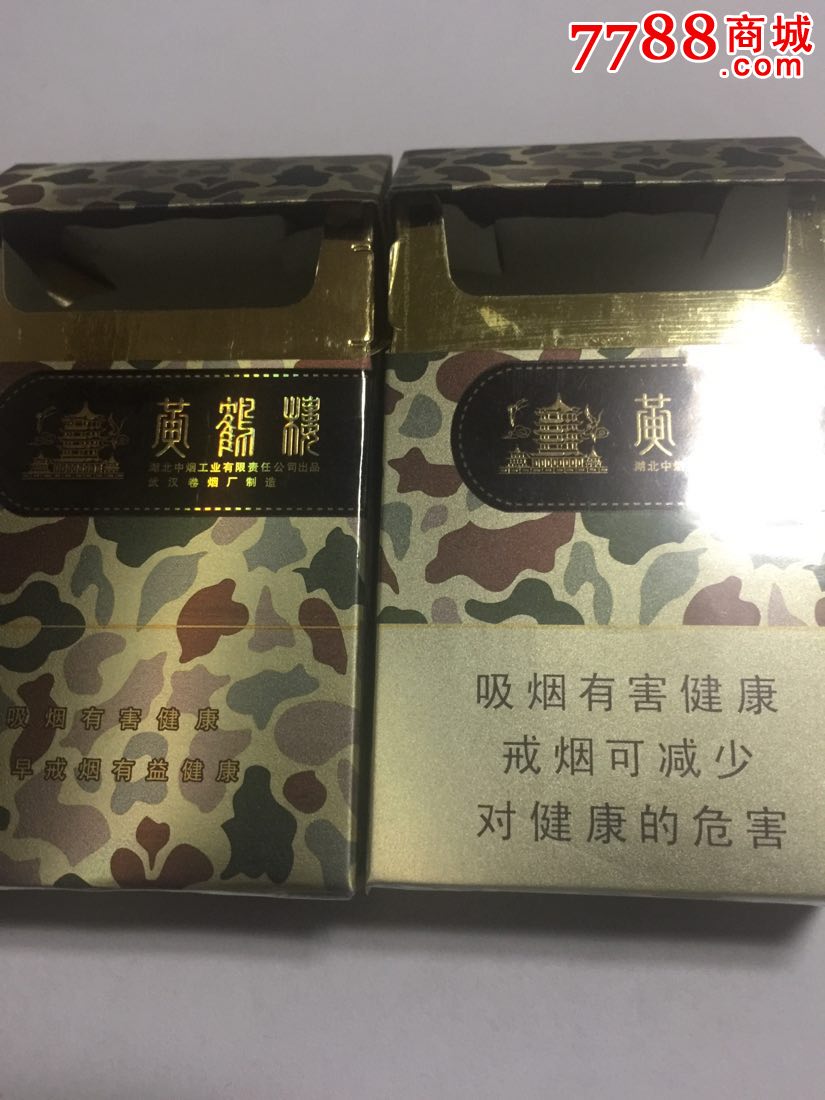 7788商城
.com
黄鹤楼
湖北中烟工业有限责任公司出品
武汉卷烟厂制造
吸烟有害健康
早戒烟有益健康
黄
湖北中烟
吸烟有害健康
戒烟可减少
对健康的危害